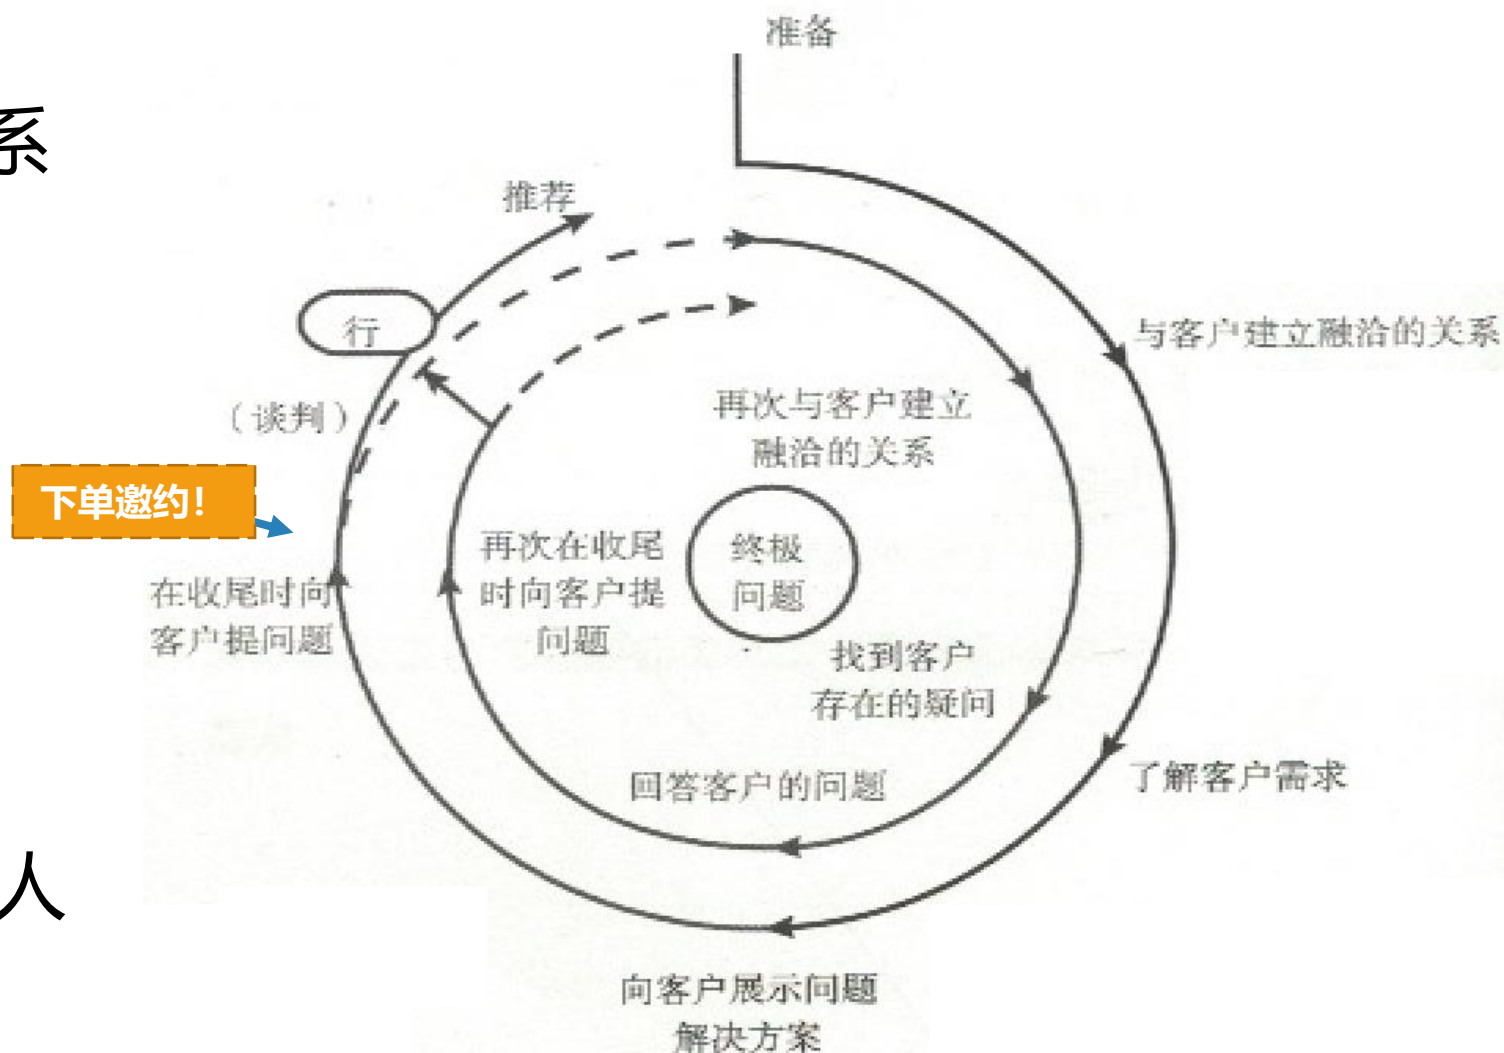 准备
系
推荐
行
与客户建立融洽的关系
（谈判）
再次与客户建立
融洽的关系
下单邀约！
再次在收尾
时向客户提
问题
终极
问题
在收尾时向
客户提问题
找到客户
存在的疑问
回答客户的问题
了解客户需求
人
向客户展示问题
解决方案